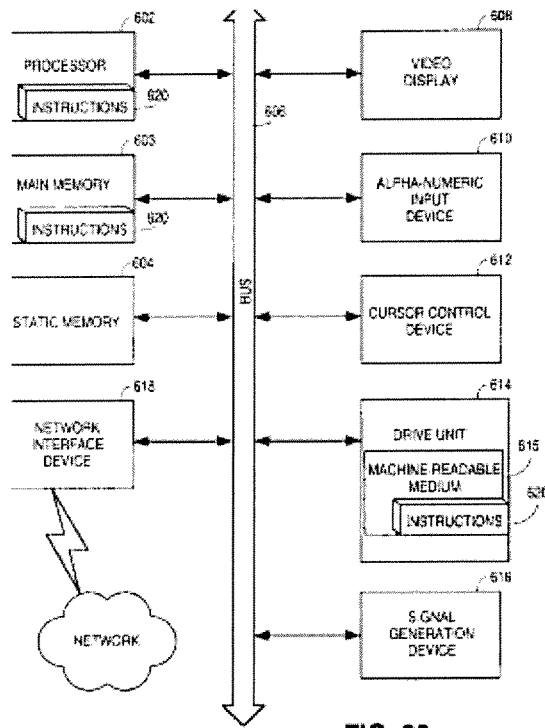 602
PROCESSOR
INSTRUCTIONS
620
603
MAIN MEMORY
INSTRUCTIONS
620
604
STATIC MEMORY
618
NETWORK
INTERFACE
DEVICE
NETWORK
606
BUS
608
VIDEO
DISPLAY
610
ALPHA-NUMERIC
INPUT
DEVICE
612
CURSOR CONTROL
DEVICE
614
DRIVE UNIT
615
MACHINE READABLE
MEDIUM
620
INSTRUCTIONS
616
SIGNAL
GENERATION
DEVICE